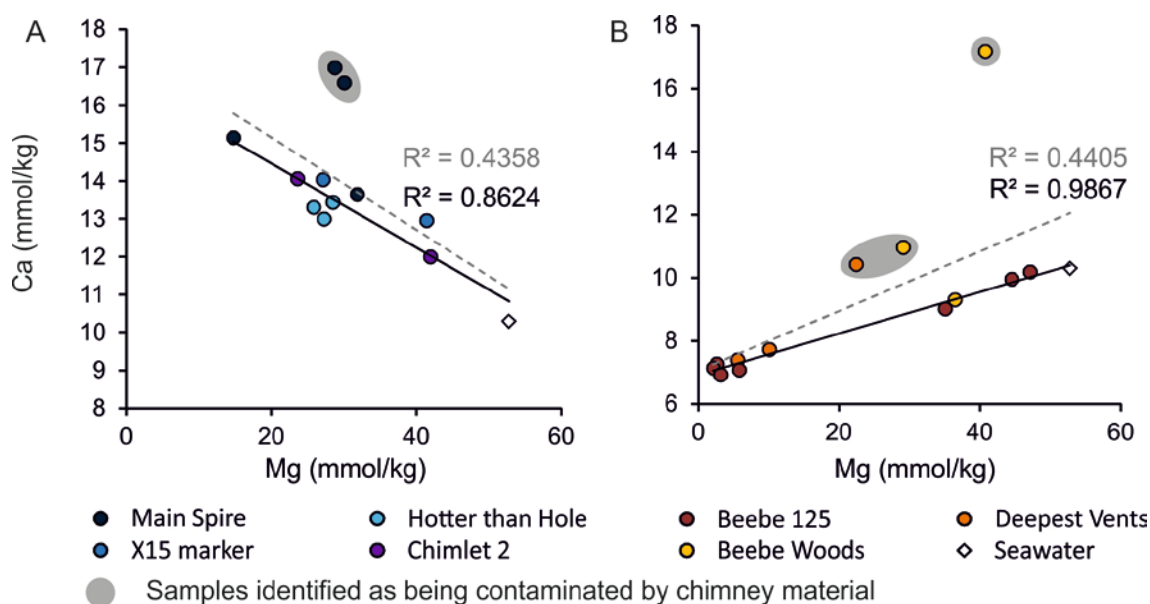 A
B
Ca (mmol/kg)
18
17
16
15
14
13
12
11
10
9
8
R² = 0.4358
R² = 0.8624
0 20 40 60
Mg (mmol/kg)
18
16
14
12
10
8
6
R² = 0.4405
R² = 0.9867
0 20 40 60
Mg (mmol/kg)
Main Spire Hotter than Hole Beebe 125 Deepest Vents
X15 marker Chimlet 2 Beebe Woods Seawater
Samples identified as being contaminated by chimney material